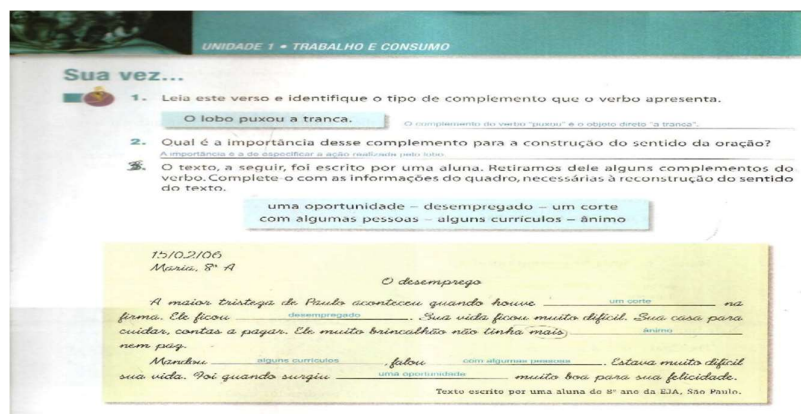 UNIDADE 1 • TRABALHO E CONSUMO
Sua vez...
1. Leia este verso e identifique o tipo de complemento que o verbo apresenta.
O lobo puxou a tranca.
O complemento do verbo "puxou" é o objeto direto "a tranca".
2. Qual é a importância desse complemento para a construção do sentido da oração?
A importância é a de especificar a ação realizada pelo lobo.
3. O texto, a seguir, foi escrito por uma aluna. Retiramos dele alguns complementos do
verbo. Complete-o com as informações do quadro, necessárias à reconstrução do sentido
do texto.
uma oportunidade – desempregado – um corte
com algumas pessoas – alguns currículos – ânimo
15/02/06
Maria, 8ª A
O desemprego
A maior tristeza de Paulo aconteceu quando houve um corte na
firma. Ele ficou desempregado. Sua vida ficou muito difícil. Sua casa para
cuidar, contas a pagar. Ele muito brincalhão não tinha mais ânimo
nem paz.
Mandou alguns currículos, falou com algumas pessoas. Estava muito difícil
sua vida. Foi quando surgiu uma oportunidade muito boa para sua felicidade.
Texto escrito por uma aluna do 8º ano da EJA, São Paulo.